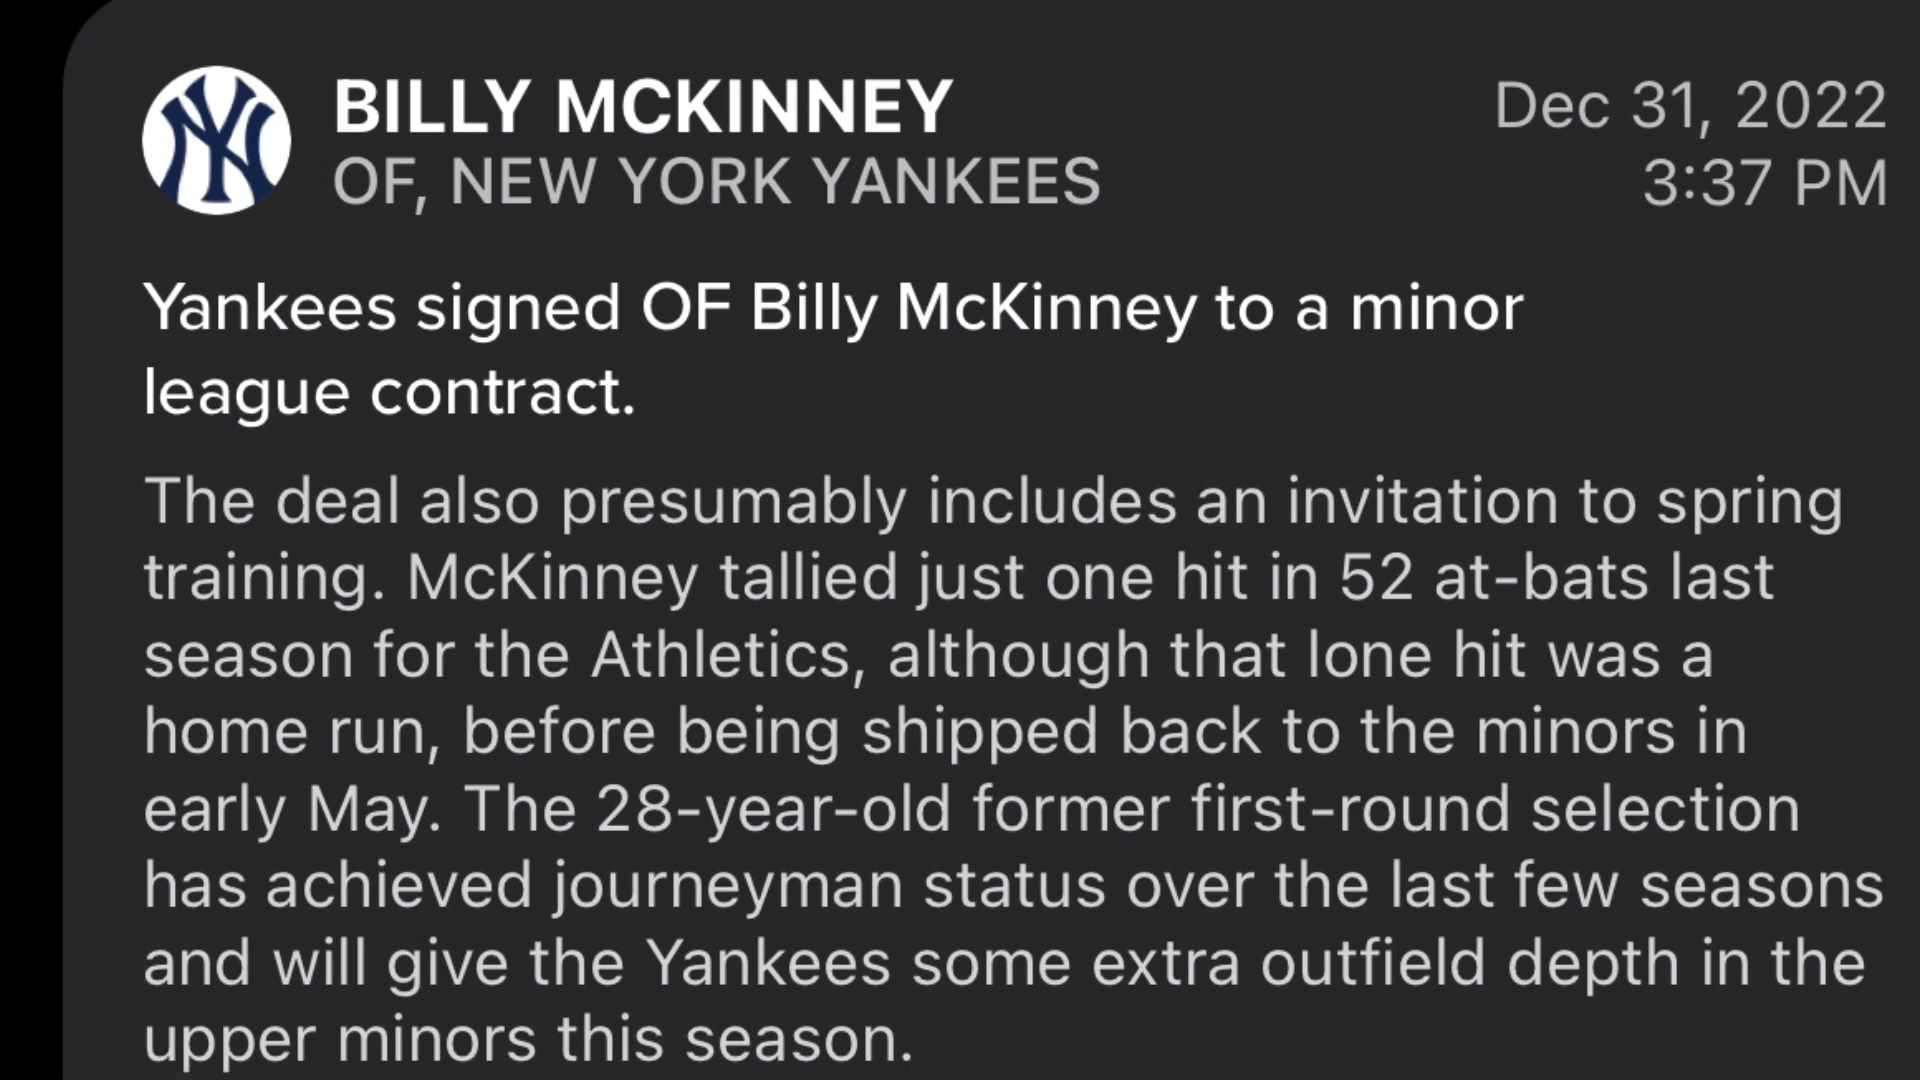 BILLY MCKINNEY
OF, NEW YORK YANKEES
Dec 31, 2022
3:37 PM
Yankees signed OF Billy McKinney to a minor
league contract.
The deal also presumably includes an invitation to spring
training. McKinney tallied just one hit in 52 at-bats last
season for the Athletics, although that lone hit was a
home run, before being shipped back to the minors in
early May. The 28-year-old former first-round selection
has achieved journeyman status over the last few seasons
and will give the Yankees some extra outfield depth in the
upper minors this season.